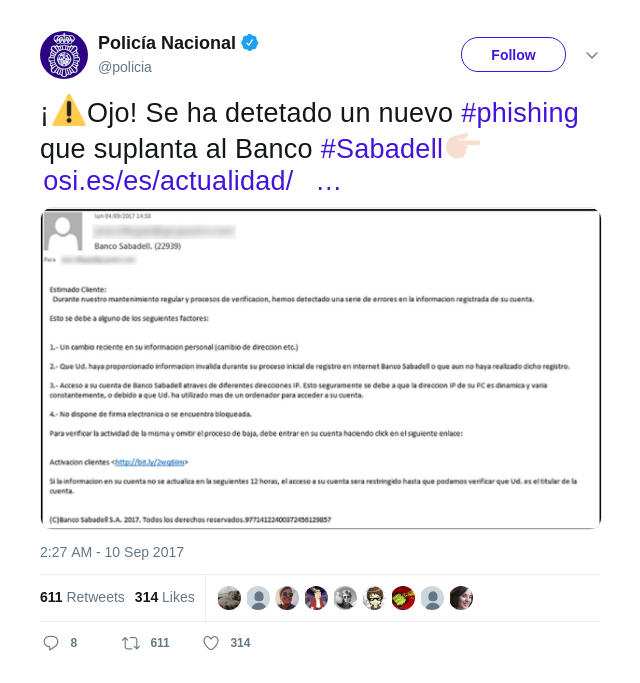 Policía Nacional
@policia
Follow
¡⚠️Ojo! Se ha detetado un nuevo #phishing
que suplanta al Banco #Sabadell👉🏻
osi.es/es/actualidad/ …
lun 04/09/2017 14:58
Banco Sabadell. (22939)
Para
Estimado Cliente:
Durante nuestro mantenimiento regular y procesos de verificacion, hemos detectado una serie de errores en la informacion registrada de su cuenta.
Esto se debe a alguno de los seguientes factores:
1.- Un cambio reciente en su informacion personal (cambio de direccion etc.)
2.- Que Ud. haya proporcionado informacion invalida durante su proceso inicial de registro en internet Banco Sabadell o que aun no haya realizado dicho registro.
3.- Acceso a su cuenta de Banco Sabadell atraves de diferentes direcciones IP. Esto seguramente se debe a que la direccion IP de su PC es dinamica y varia
constantemente, o debido a que Ud. ha utilizado mas de un ordenador para acceder a su cuenta.
4.- No dispone de firma electronica o se encuentra bloqueada.
Para verificar la actividad de la misma y omitir el proceso de baja, debe entrar en su cuenta haciendo click en el siguiente enlace:
Activacion clientes <http://bit.ly/2wq6iim>
Si la informacion en su cuenta no se actualiza en la seguientes 12 horas, el acceso a su cuenta sera restringido hasta que podamos verificar que Ud. es el titular de la
cuenta.
(C)Banco Sabadell S.A. 2017. Todos los derechos reservados.97714122400372456129857
2:27 AM - 10 Sep 2017
611 Retweets 314 Likes
8 611 314